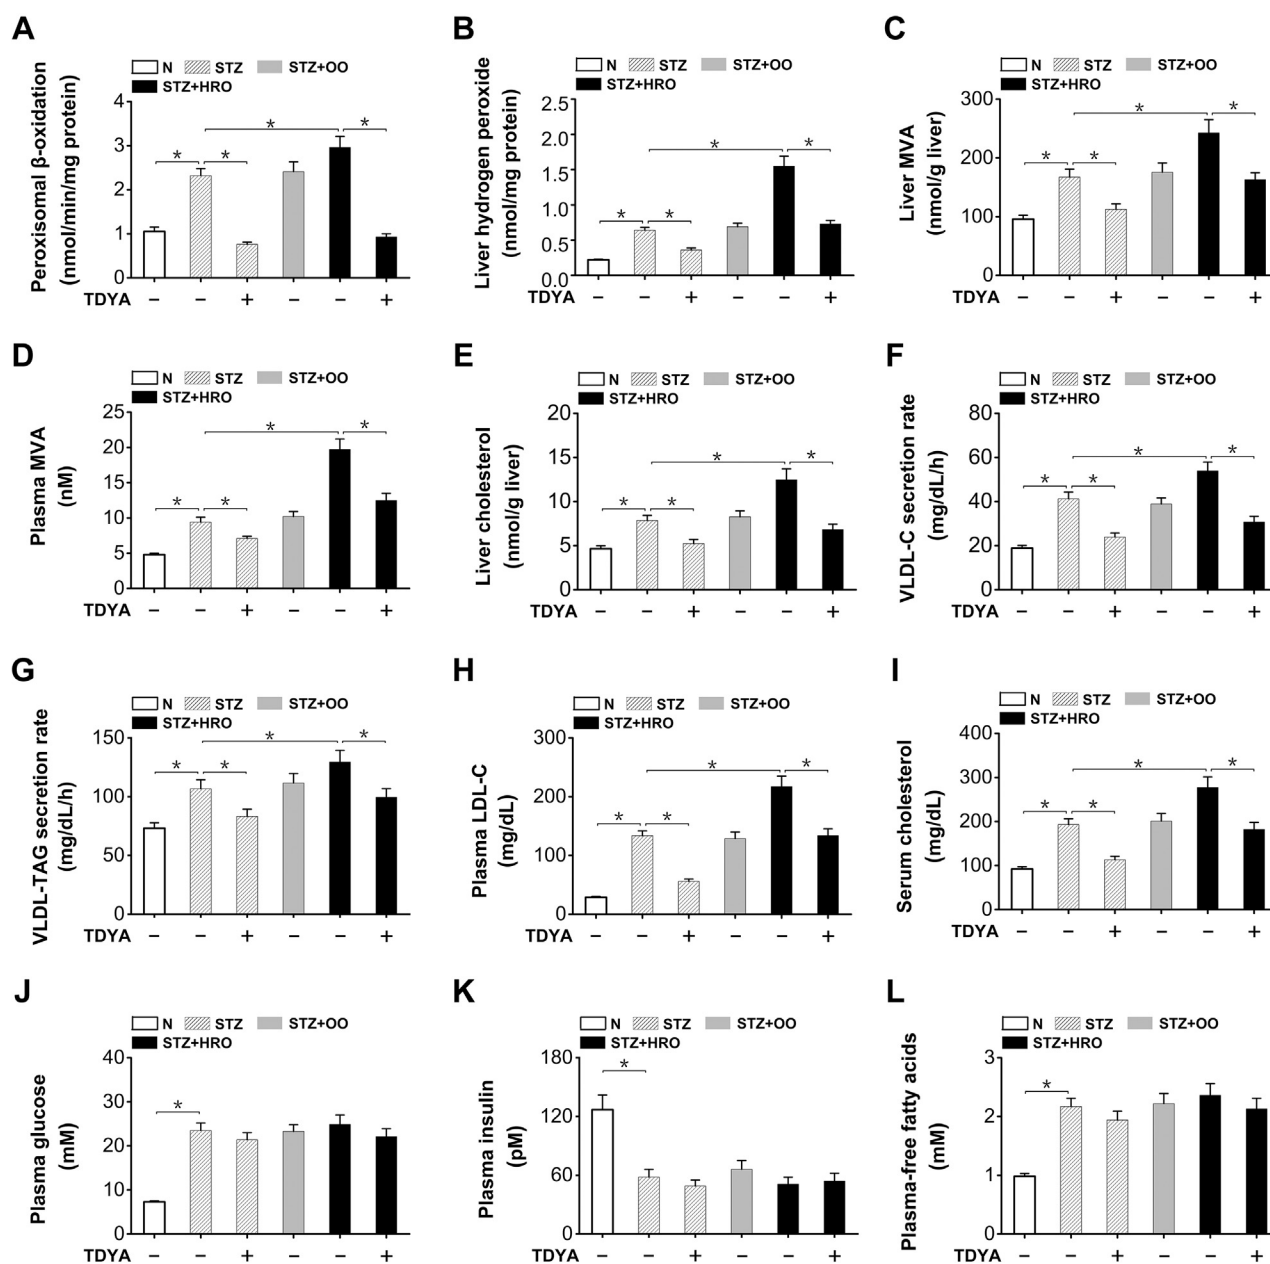 A
Peroxisomal β-oxidation
(nmol/min/mg protein)
N STZ STZ+OO
STZ+HRO
4
3
2
1
0
* * * *
TDYA – – + – – +
B
Liver hydrogen peroxide
(nmol/mg protein)
N STZ STZ+OO
STZ+HRO
2.5
2.0
1.5
1.0
0.5
0.0
* * * *
TDYA – – + – – +
C
Liver MVA
(nmol/g liver)
N STZ STZ+OO
STZ+HRO
300
200
100
0
* * * *
TDYA – – + – – +
D
Plasma MVA
(nM)
N STZ STZ+OO
STZ+HRO
25
20
15
10
5
0
* * * *
TDYA – – + – – +
E
Liver cholesterol
(nmol/g liver)
N STZ STZ+OO
STZ+HRO
20
15
10
5
0
* * * *
TDYA – – + – – +
F
VLDL-C secretion rate
(mg/dL/h)
N STZ STZ+OO
STZ+HRO
80
60
40
20
0
* * * *
TDYA – – + – – +
G
VLDL-TAG secretion rate
(mg/dL/h)
N STZ STZ+OO
STZ+HRO
150
100
50
0
* * * *
TDYA – – + – – +
H
Plasma LDL-C
(mg/dL)
N STZ STZ+OO
STZ+HRO
300
200
100
0
* * * *
TDYA – – + – – +
I
Serum cholesterol
(mg/dL)
N STZ STZ+OO
STZ+HRO
400
300
200
100
0
* * * *
TDYA – – + – – +
J
Plasma glucose
(mM)
N STZ STZ+OO
STZ+HRO
40
30
20
10
0
*
TDYA – – + – – +
K
Plasma insulin
(pM)
N STZ STZ+OO
STZ+HRO
180
120
60
0
*
TDYA – – + – – +
L
Plasma-free fatty acids
(mM)
N STZ STZ+OO
STZ+HRO
3
2
1
0
*
TDYA – – + – – +